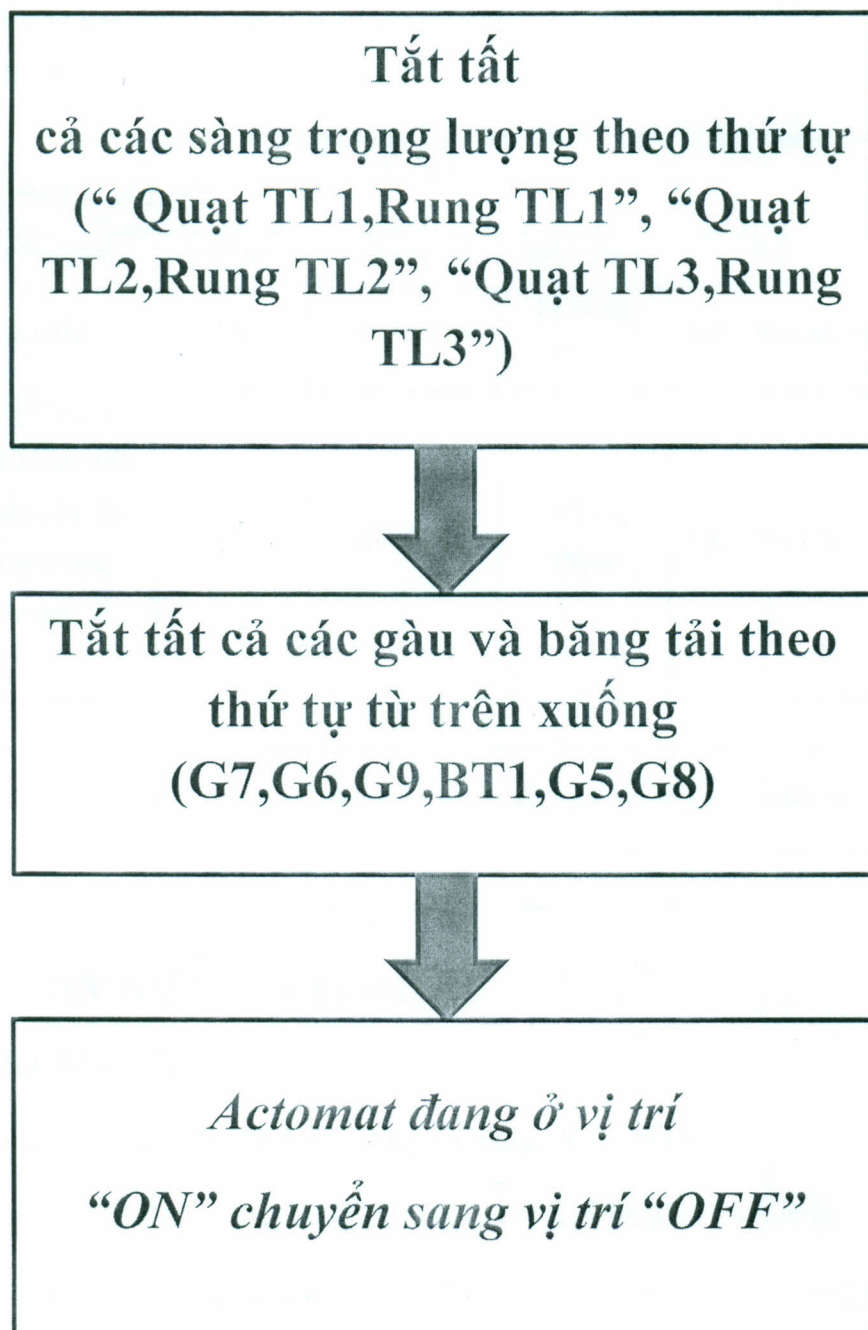 Tắt tất
cả các sàng trọng lượng theo thứ tự
(“ Quạt TL1,Rung TL1”, “Quạt
TL2,Rung TL2”, “Quạt TL3,Rung
TL3”)
Tắt tất cả các gàu và băng tải theo
thứ tự từ trên xuống
(G7,G6,G9,BT1,G5,G8)
Actomat đang ở vị trí
“ON” chuyển sang vị trí “OFF”